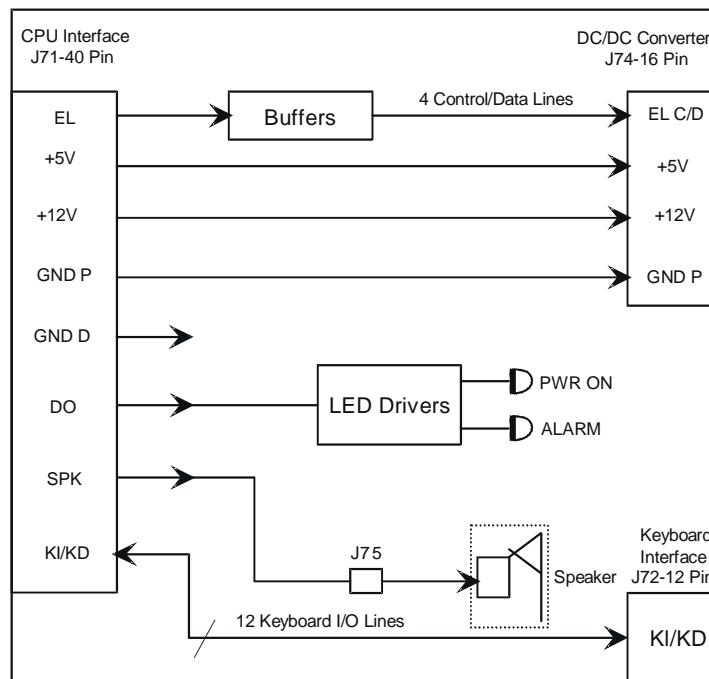 CPU Interface
J71-40 Pin
DC/DC Converter
J74-16 Pin
EL
Buffers
4 Control/Data Lines
EL C/D
+5V
+5V
+12V
+12V
GND P
GND P
GND D
DO
LED Drivers
PWR ON
ALARM
SPK
KI/KD
J75
Speaker
Keyboard
Interface
J72-12 Pin
12 Keyboard I/O Lines
KI/KD